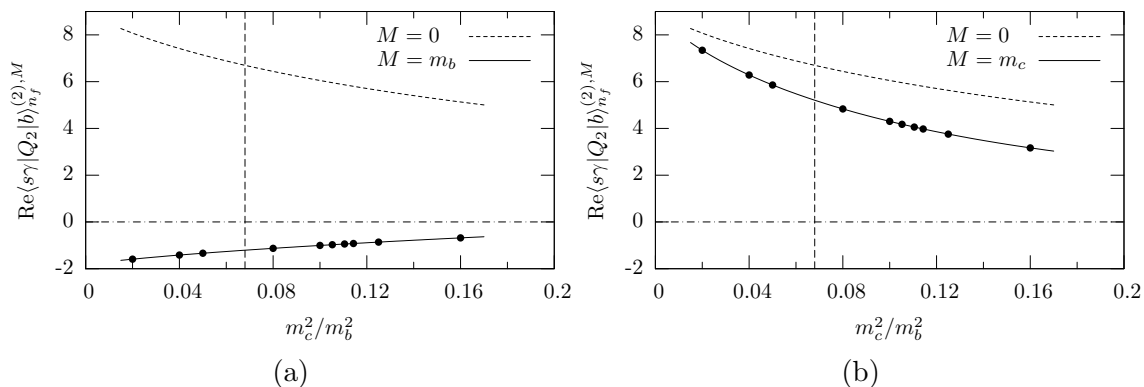 Re⟨sγ|Q₂|b⟩^{(2),M}_{n_f}
8
6
4
2
0
-2
M = 0
M = m_b
0
0.04
0.08
0.12
0.16
0.2
m_c²/m_b²
(a)
Re⟨sγ|Q₂|b⟩^{(2),M}_{n_f}
8
6
4
2
0
-2
M = 0
M = m_c
0
0.04
0.08
0.12
0.16
0.2
m_c²/m_b²
(b)